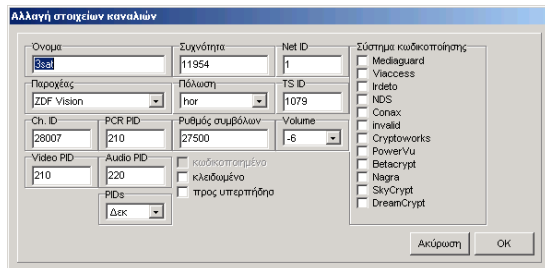 Αλλαγή στοιχείων καναλιών
Όνομα
3sat
Συχνότητα
11954
Net ID
1
Παροχέας
ZDF Vision
Πόλωση
hor
TS ID
1079
Ch. ID
28007
PCR PID
210
Ρυθμός συμβόλων
27500
Volume
-6
Video PID
210
Audio PID
220
κωδικοποιημένο
κλειδωμένο
προς υπερπήδησ
PIDs
Δεκ
Σύστημα κωδικοποίησης
Mediaguard
Viaccess
Irdeto
NDS
Conax
invalid
Cryptoworks
PowerVu
Betacrypt
Nagra
SkyCrypt
DreamCrypt
Ακύρωση
OK